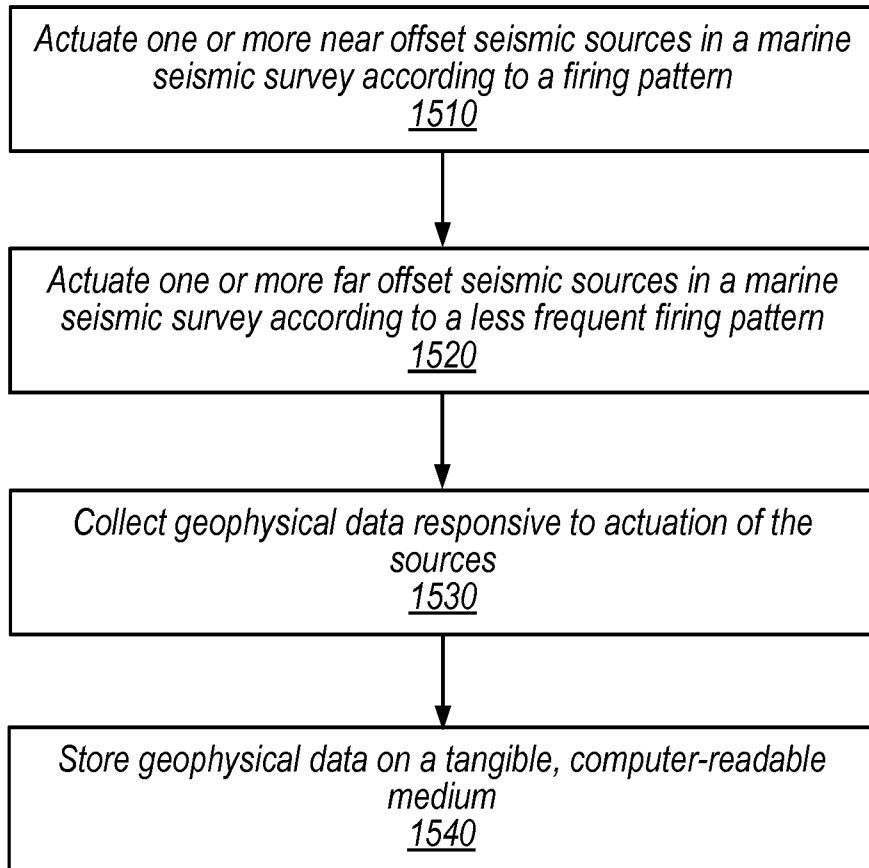 Actuate one or more near offset seismic sources in a marine
seismic survey according to a firing pattern
1510
Actuate one or more far offset seismic sources in a marine
seismic survey according to a less frequent firing pattern
1520
Collect geophysical data responsive to actuation of the
sources
1530
Store geophysical data on a tangible, computer-readable
medium
1540